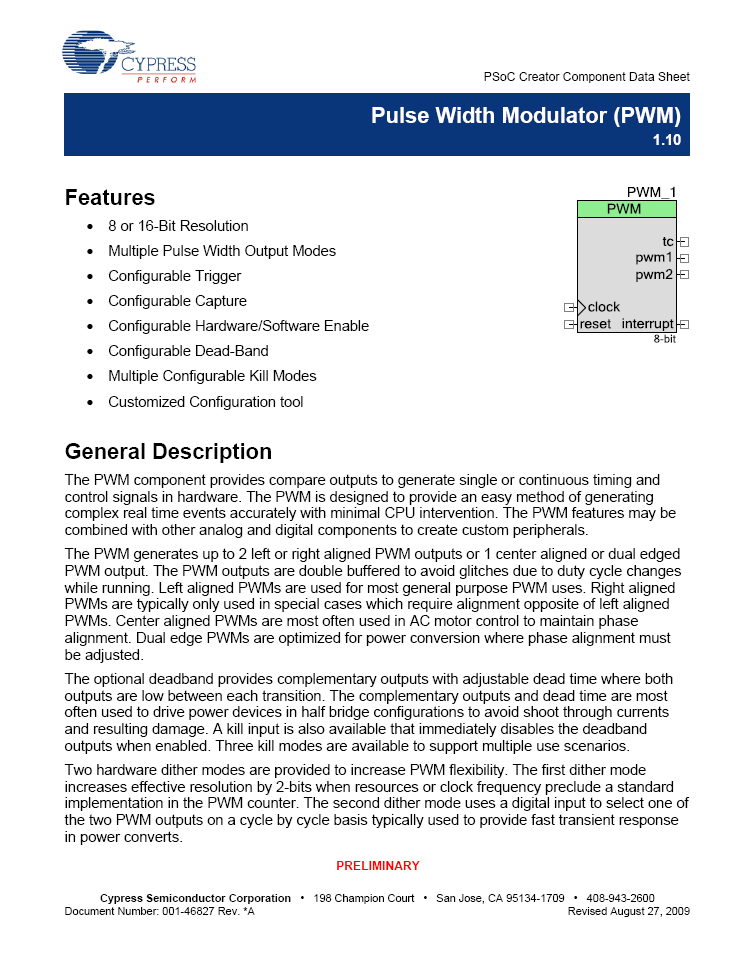 CYPRESS
PERFORM
PSoC Creator Component Data Sheet
Pulse Width Modulator (PWM)
1.10
Features
• 8 or 16-Bit Resolution
• Multiple Pulse Width Output Modes
• Configurable Trigger
• Configurable Capture
• Configurable Hardware/Software Enable
• Configurable Dead-Band
• Multiple Configurable Kill Modes
• Customized Configuration tool
PWM_1
PWM
tc
pwm1
pwm2
clock
reset interrupt
8-bit
General Description
The PWM component provides compare outputs to generate single or continuous timing and
control signals in hardware. The PWM is designed to provide an easy method of generating
complex real time events accurately with minimal CPU intervention. The PWM features may be
combined with other analog and digital components to create custom peripherals.
The PWM generates up to 2 left or right aligned PWM outputs or 1 center aligned or dual edged
PWM output. The PWM outputs are double buffered to avoid glitches due to duty cycle changes
while running. Left aligned PWMs are used for most general purpose PWM uses. Right aligned
PWMs are typically only used in special cases which require alignment opposite of left aligned
PWMs. Center aligned PWMs are most often used in AC motor control to maintain phase
alignment. Dual edge PWMs are optimized for power conversion where phase alignment must
be adjusted.
The optional deadband provides complementary outputs with adjustable dead time where both
outputs are low between each transition. The complementary outputs and dead time are most
often used to drive power devices in half bridge configurations to avoid shoot through currents
and resulting damage. A kill input is also available that immediately disables the deadband
outputs when enabled. Three kill modes are available to support multiple use scenarios.
Two hardware dither modes are provided to increase PWM flexibility. The first dither mode
increases effective resolution by 2-bits when resources or clock frequency preclude a standard
implementation in the PWM counter. The second dither mode uses a digital input to select one of
the two PWM outputs on a cycle by cycle basis typically used to provide fast transient response
in power converts.
PRELIMINARY
Cypress Semiconductor Corporation • 198 Champion Court • San Jose, CA 95134-1709 • 408-943-2600
Document Number: 001-46827 Rev. *A Revised August 27, 2009